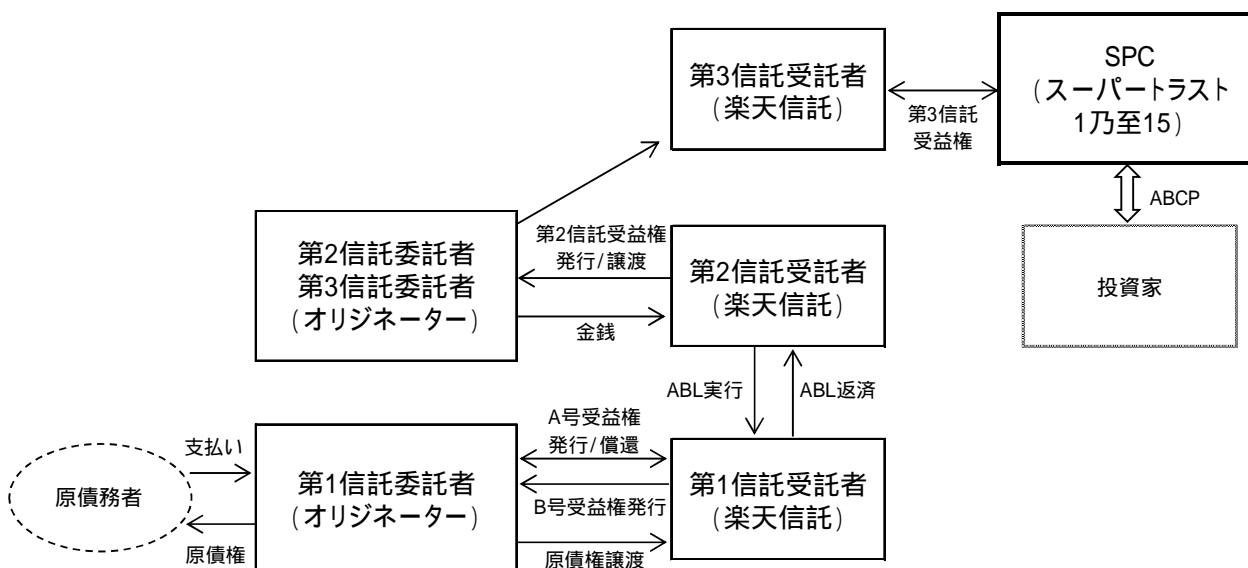 第3信託受託者
(楽天信託)
第3信託
受益権
SPC
(スーパートラスト
1乃至15)
ABCP
投資家
第2信託委託者
第3信託委託者
(オリジネーター)
第2信託受益権
発行/譲渡
金銭
第2信託受託者
(楽天信託)
ABL実行
ABL返済
原債務者
支払い
原債権
第1信託委託者
(オリジネーター)
A号受益権
発行/償還
B号受益権発行
原債権譲渡
第1信託受託者
(楽天信託)